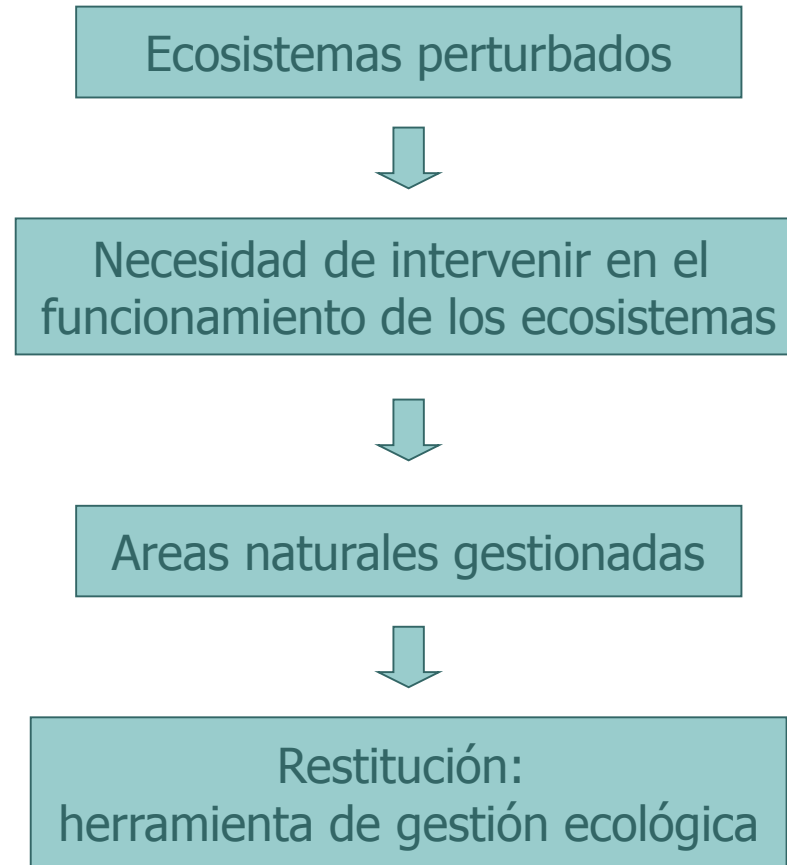 Ecosistemas perturbados
Necesidad de intervenir en el
funcionamiento de los ecosistemas
Areas naturales gestionadas
Restitución:
herramienta de gestión ecológica